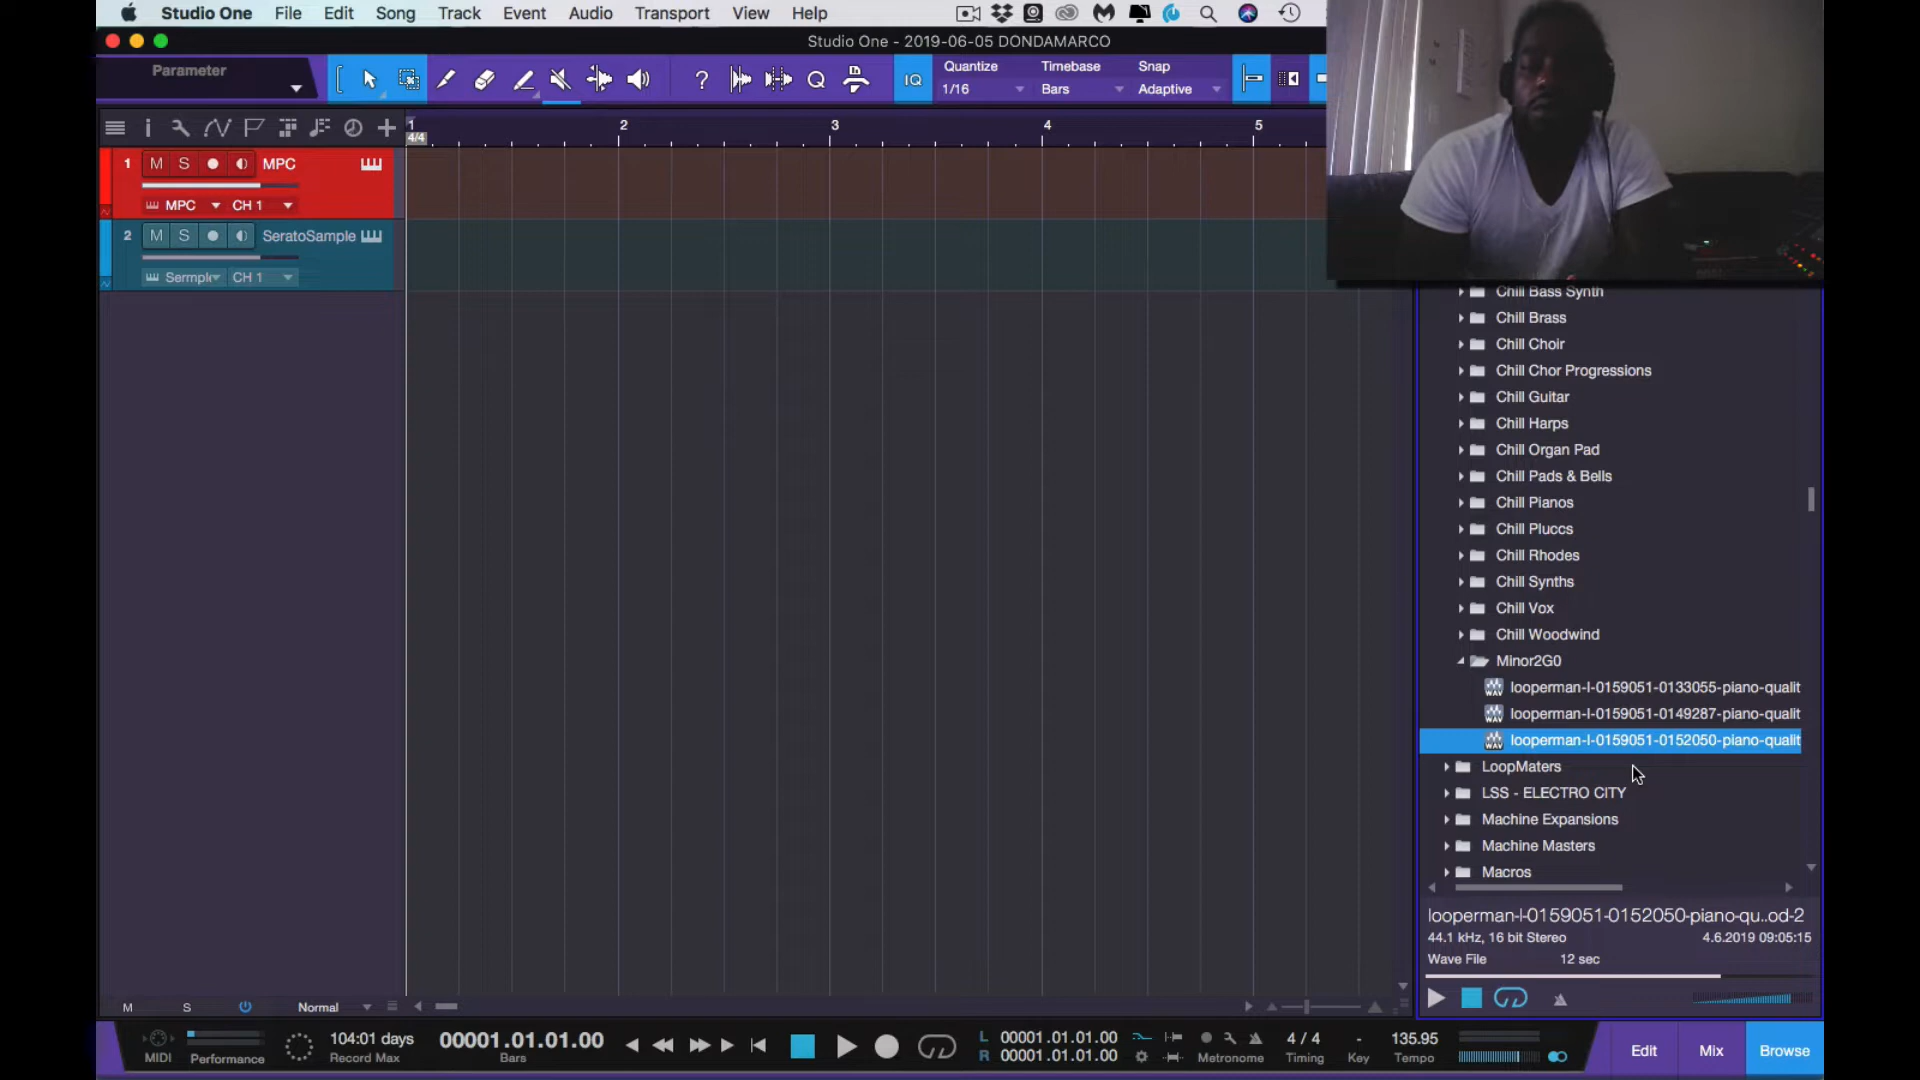 Studio One File Edit Song Track Event Audio Transport View Help
Studio One - 2019-06-05 DONDAMARCO
Parameter
? Q IQ
Quantize Timebase Snap
1/16 Bars Adaptive
1 2 3 4 5
4/4
1 M S MPC
MPC CH 1
2 M S SeratoSample
Sermple CH 1
Chill Bass Synth
Chill Brass
Chill Choir
Chill Chor Progressions
Chill Guitar
Chill Harps
Chill Organ Pad
Chill Pads & Bells
Chill Pianos
Chill Pluccs
Chill Rhodes
Chill Synths
Chill Vox
Chill Woodwind
Minor2G0
looperman-l-0159051-0133055-piano-qualit
looperman-l-0159051-0149287-piano-qualit
looperman-l-0159051-0152050-piano-qualit
LoopMaters
LSS - ELECTRO CITY
Machine Expansions
Machine Masters
Macros
looperman-l-0159051-0152050-piano-qu..od-2
44.1 kHz, 16 bit Stereo 4.6.2019 09:05:15
Wave File 12 sec
M S Normal
MIDI Performance
104:01 days
Record Max
00001.01.01.00
Bars
L 00001.01.01.00
R 00001.01.01.00
Metronome
4 / 4
Timing
-
Key
135.95
Tempo
Edit Mix Browse